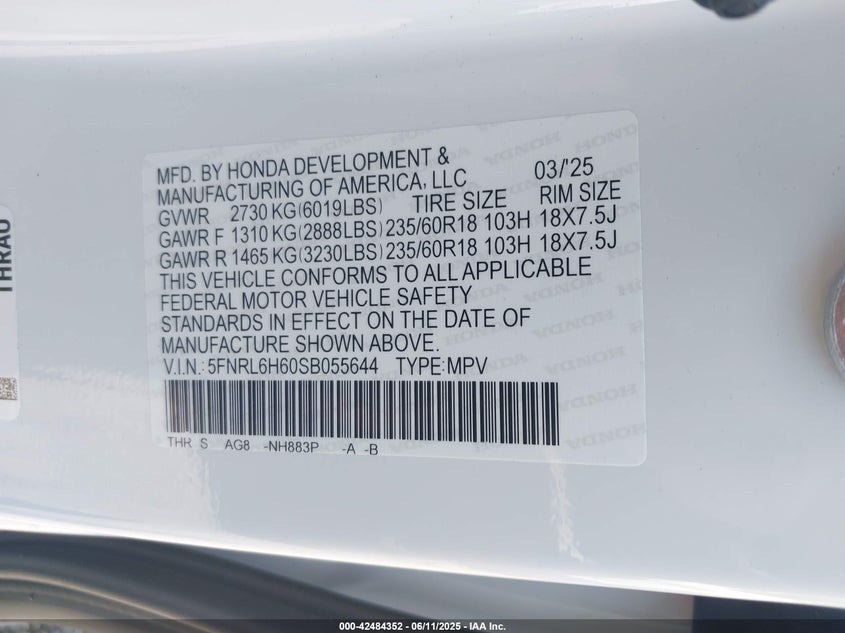 MFD. BY HONDA DEVELOPMENT &
MANUFACTURING OF AMERICA, LLC 03/'25
GVWR 2730 KG(6019LBS) TIRE SIZE RIM SIZE
GAWR F 1310 KG(2888LBS) 235/60R18 103H 18X7.5J
GAWR R 1465 KG(3230LBS) 235/60R18 103H 18X7.5J
THIS VEHICLE CONFORMS TO ALL APPLICABLE
FEDERAL MOTOR VEHICLE SAFETY
STANDARDS IN EFFECT ON THE DATE OF
MANUFACTURE SHOWN ABOVE.
V.I.N.: 5FNRL6H60SB055644 TYPE:MPV
THR S AG8 -NH883P -A -B
THRAU
000-42484352 | 06/11/2025 | IAA Inc.